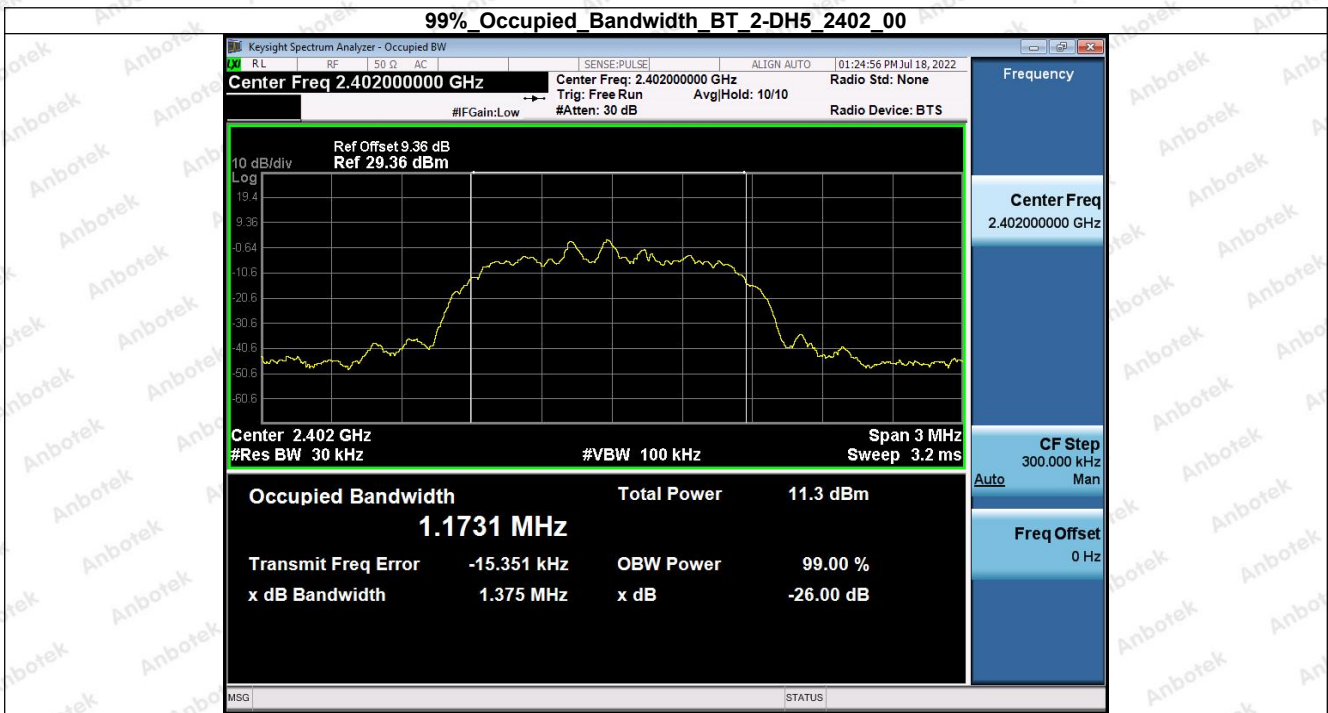 99%_Occupied_Bandwidth_BT_2-DH5_2402_00
Keysight Spectrum Analyzer - Occupied BW
LXI RL RF 50 Ω AC SENSE:PULSE ALIGN AUTO 01:24:56 PM Jul 18, 2022
Center Freq 2.402000000 GHz
Center Freq: 2.402000000 GHz Radio Std: None
Trig: Free Run Avg|Hold: 10/10
#IFGain:Low #Atten: 30 dB Radio Device: BTS
Ref Offset 9.36 dB
10 dB/div Ref 29.36 dBm
Log
19.4
9.36
-0.64
-10.6
-20.6
-30.6
-40.6
-50.6
-60.6
Center 2.402 GHz Span 3 MHz
#Res BW 30 kHz #VBW 100 kHz Sweep 3.2 ms
Occupied Bandwidth Total Power 11.3 dBm
1.1731 MHz
Transmit Freq Error -15.351 kHz OBW Power 99.00 %
x dB Bandwidth 1.375 MHz x dB -26.00 dB
MSG STATUS
Frequency
Center Freq
2.402000000 GHz
CF Step
300.000 kHz
Auto Man
Freq Offset
0 Hz
Anbotek